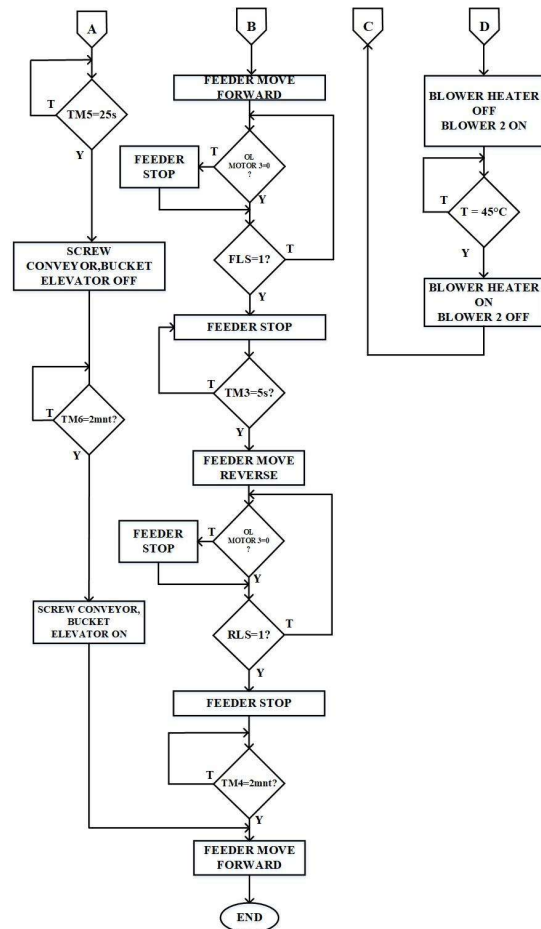 A
TM5=25s
T
Y
SCREW
CONVEYOR,BUCKET
ELEVATOR OFF
TM6=2mnt?
T
Y
SCREW CONVEYOR,
BUCKET
ELEVATOR ON
B
FEEDER MOVE
FORWARD
OL
MOTOR 3=0
?
T
Y
FEEDER
STOP
FLS=1?
T
Y
FEEDER STOP
TM3=5s?
T
Y
FEEDER MOVE
REVERSE
OL
MOTOR 3=0
?
T
Y
FEEDER
STOP
RLS=1?
T
Y
FEEDER STOP
TM4=2mnt?
T
Y
FEEDER MOVE
FORWARD
END
C
D
BLOWER HEATER
OFF
BLOWER 2 ON
T = 45°C
T
Y
BLOWER HEATER
ON
BLOWER 2 OFF